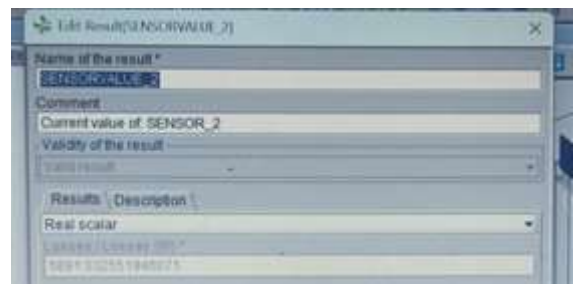 Edit Result[SENSORVALUE_2]
Name of the result *
SENSORVALUE_2
Comment
Current value of SENSOR_2
Validity of the result
Valid result
Results Description
Real scalar